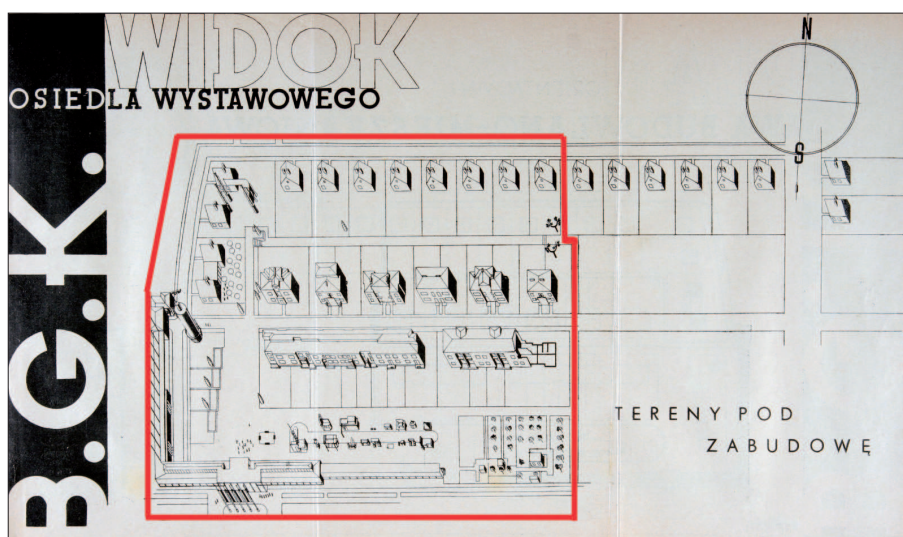 B.G.K.
WIDOK
OSIEDLA WYSTAWOWEGO
N
S
TERENY POD
ZABUDOWĘ